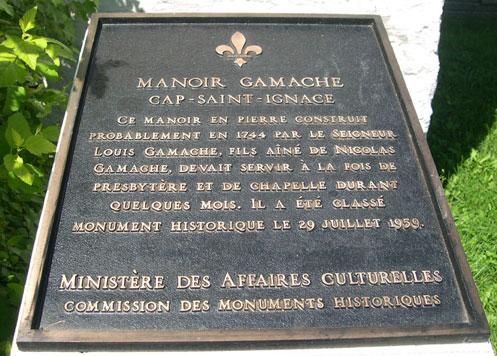 MANOIR GAMACHE
CAP-SAINT-IGNACE
CE MANOIR EN PIERRE CONSTRUIT
PROBABLEMENT EN 1744 PAR LE SEIGNEUR
LOUIS GAMACHE, FILS AÎNÉ DE NICOLAS
GAMACHE, DEVAIT SERVIR À LA FOIS DE
PRESBYTÈRE ET DE CHAPELLE DURANT
QUELQUES MOIS. IL A ÉTÉ CLASSÉ
MONUMENT HISTORIQUE LE 29 JUILLET 1959.
MINISTÈRE DES AFFAIRES CULTURELLES
COMMISSION DES MONUMENTS HISTORIQUES